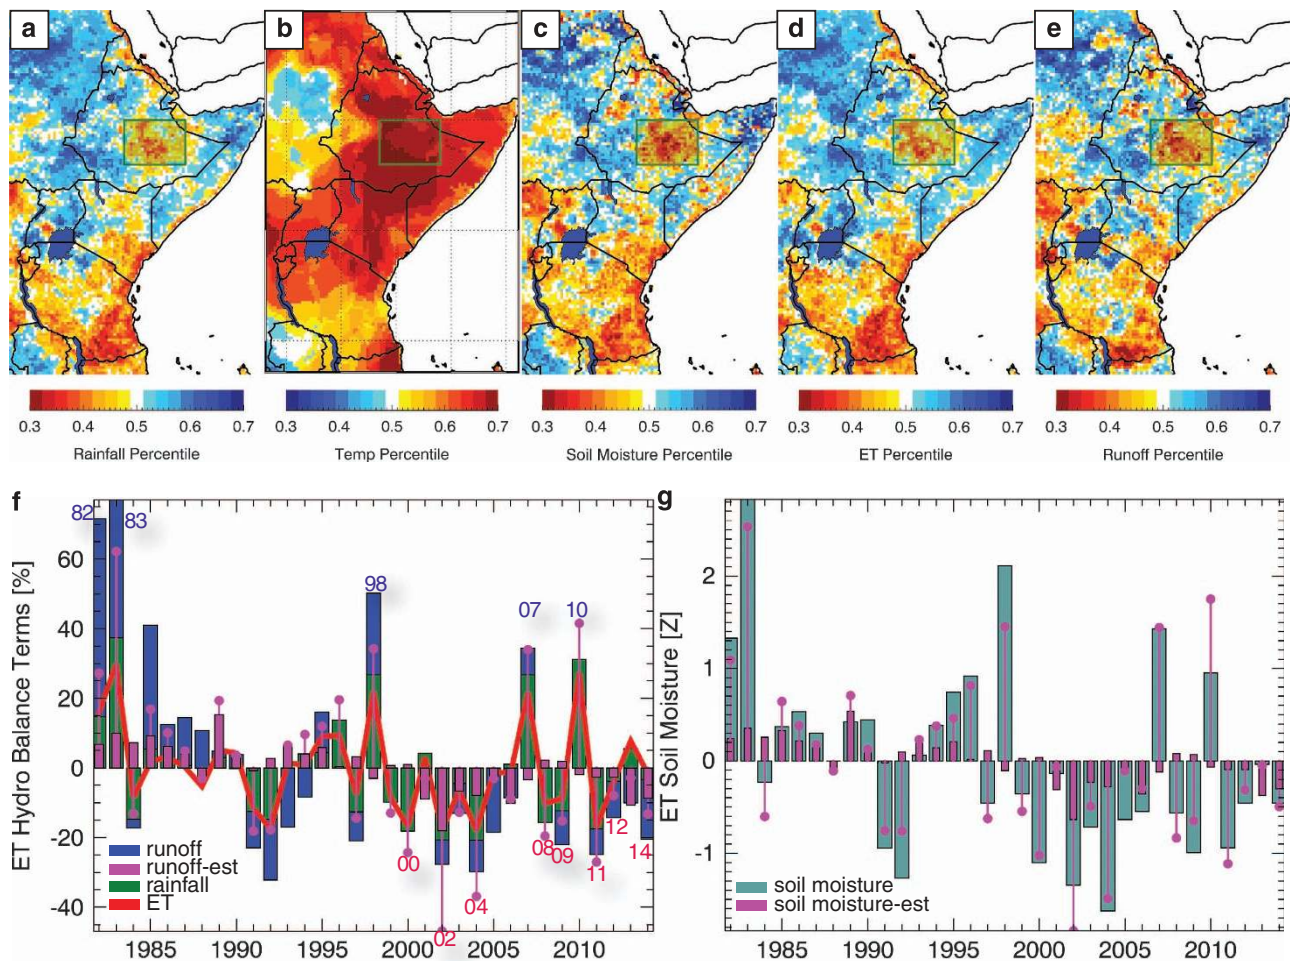 a b c d e
0.3 0.4 0.5 0.6 0.7 0.3 0.4 0.5 0.6 0.7 0.3 0.4 0.5 0.6 0.7 0.3 0.4 0.5 0.6 0.7 0.3 0.4 0.5 0.6 0.7
Rainfall Percentile Temp Percentile Soil Moisture Percentile ET Percentile Runoff Percentile
f
ET Hydro Balance Terms [%]
60
40
20
0
-20
-40
82
83
98
07
10
00
02
04
08
09
11
12
14
runoff
runoff-est
rainfall
ET
1985 1990 1995 2000 2005 2010
g
ET Soil Moisture [Z]
2
1
0
-1
soil moisture
soil moisture-est
1985 1990 1995 2000 2005 2010